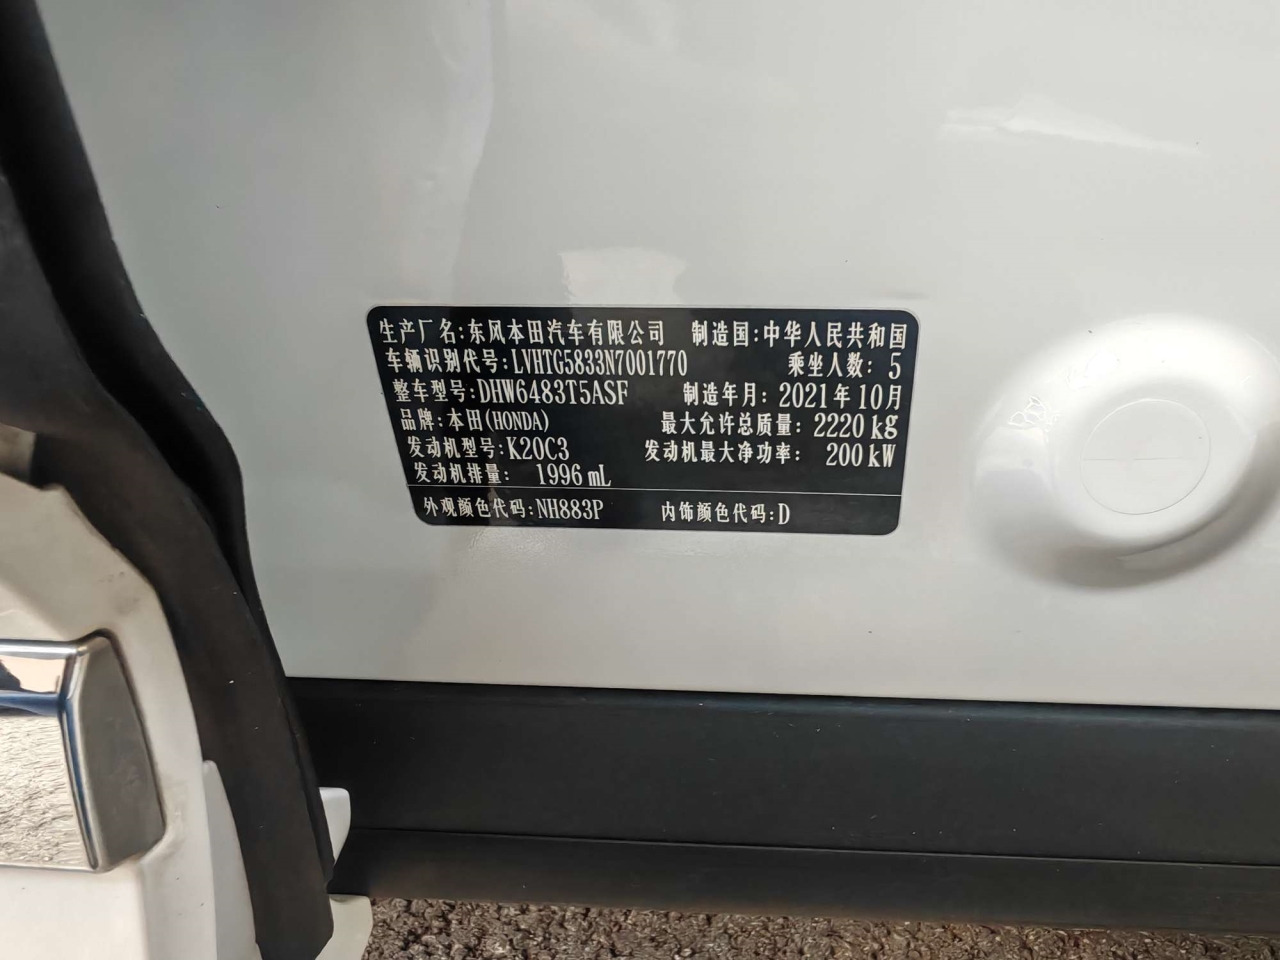 生产厂名:东风本田汽车有限公司 制造国:中华人民共和国
车辆识别代号:LVHTG5833N7001770 乘坐人数: 5
整车型号:DHW6483T5ASF 制造年月: 2021年10月
品牌:本田(HONDA) 最大允许总质量: 2220 kg
发动机型号:K20C3 发动机最大净功率: 200 kW
发动机排量: 1996 mL
外观颜色代码:NH883P 内饰颜色代码:D